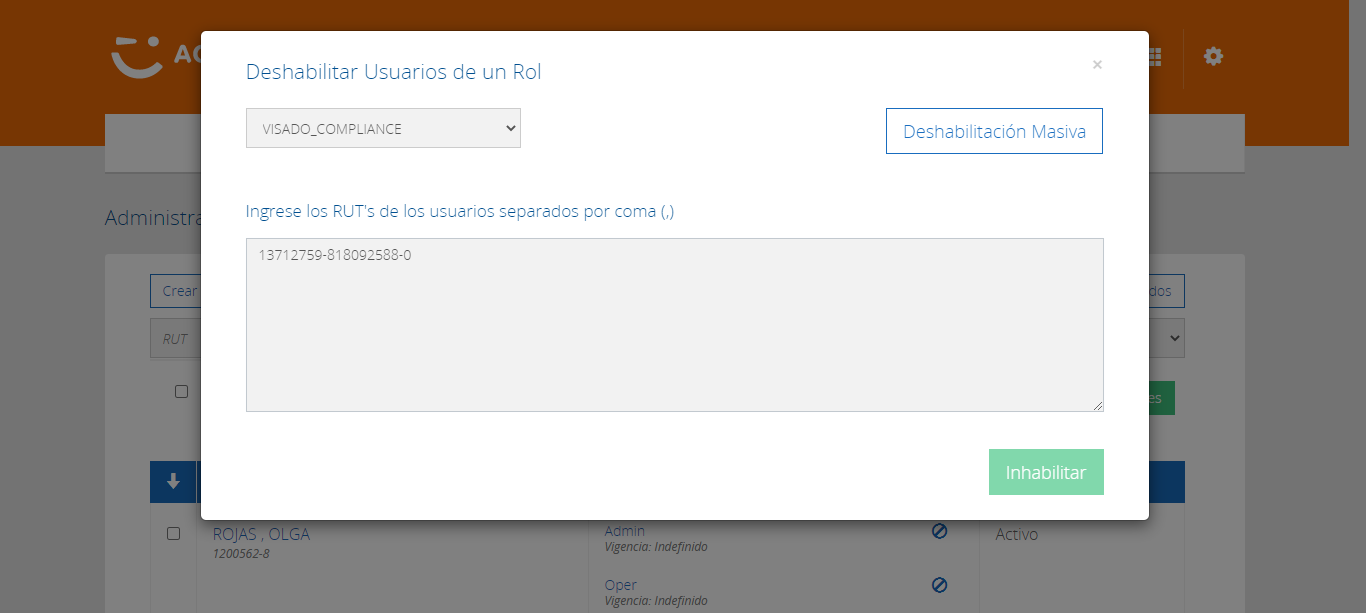 AC
Deshabilitar Usuarios de un Rol
×
VISADO_COMPLIANCE
Deshabilitación Masiva
Administra
Ingrese los RUT's de los usuarios separados por coma (,)
13712759-818092588-0
Crear
dos
RUT
es
Inhabilitar
ROJAS , OLGA
1200562-8
Admin
Vigencia: Indefinido
Activo
Oper
Vigencia: Indefinido